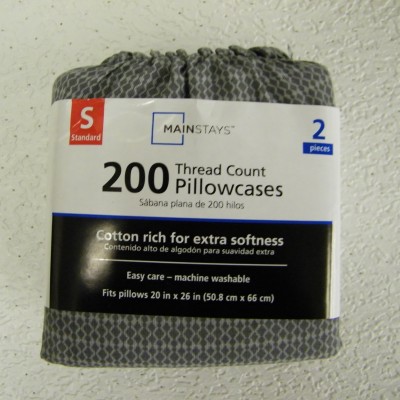 S
Standard
MAINSTAYS™
2
pieces
200 Thread Count
Pillowcases
Sábana plana de 200 hilos
Cotton rich for extra softness
Contenido alto de algodón para suavidad extra
Easy care – machine washable
Fits pillows 20 in x 26 in (50.8 cm x 66 cm)